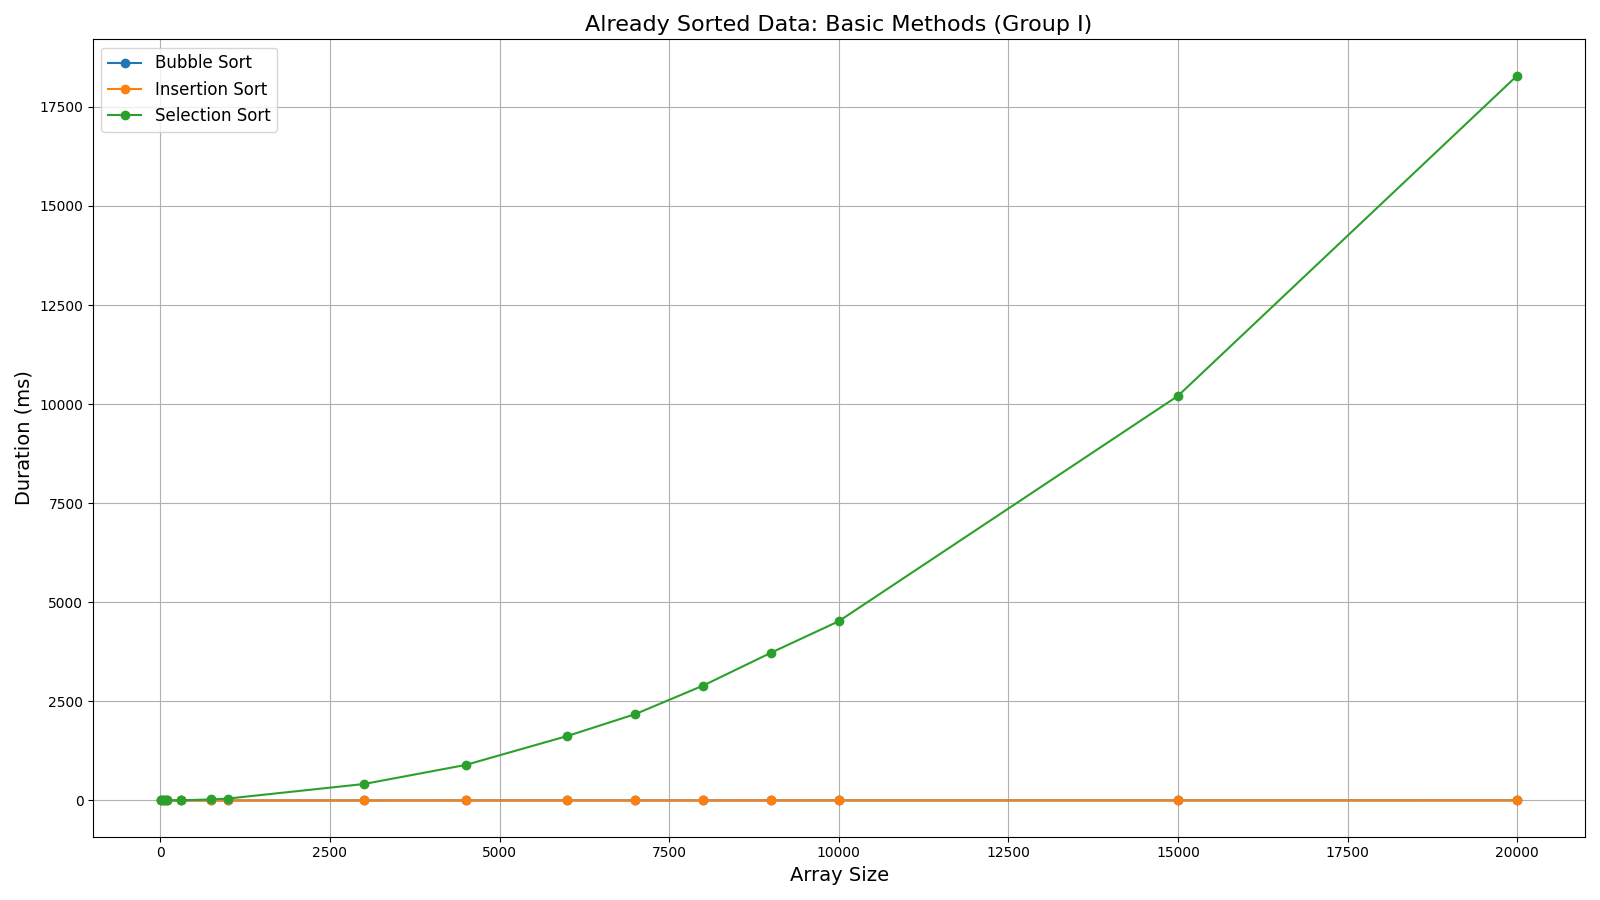 Already Sorted Data: Basic Methods (Group I)
Bubble Sort
Insertion Sort
Selection Sort
17500
15000
12500
10000
7500
5000
2500
0
Duration (ms)
0
2500
5000
7500
10000
12500
15000
17500
20000
Array Size